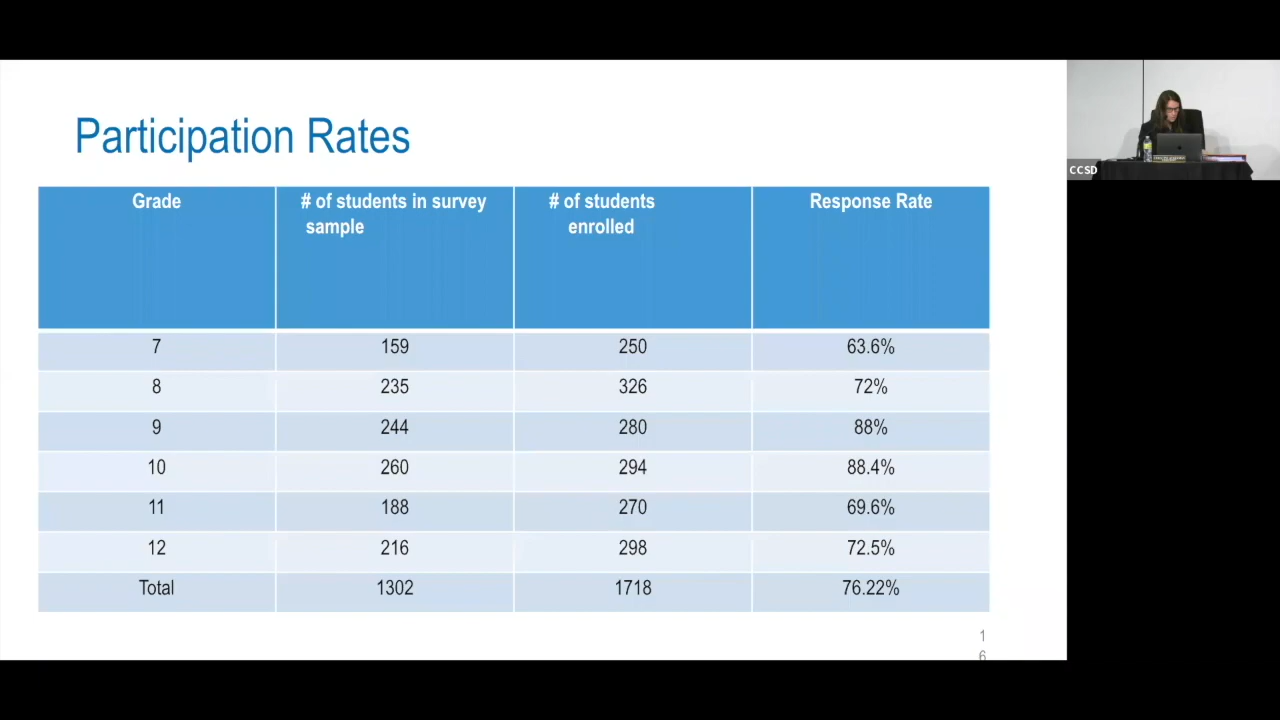 Participation Rates
Grade
# of students in survey
sample
# of students
enrolled
Response Rate
7 159 250 63.6%
8 235 326 72%
9 244 280 88%
10 260 294 88.4%
11 188 270 69.6%
12 216 298 72.5%
Total 1302 1718 76.22%
1
6
CCSD